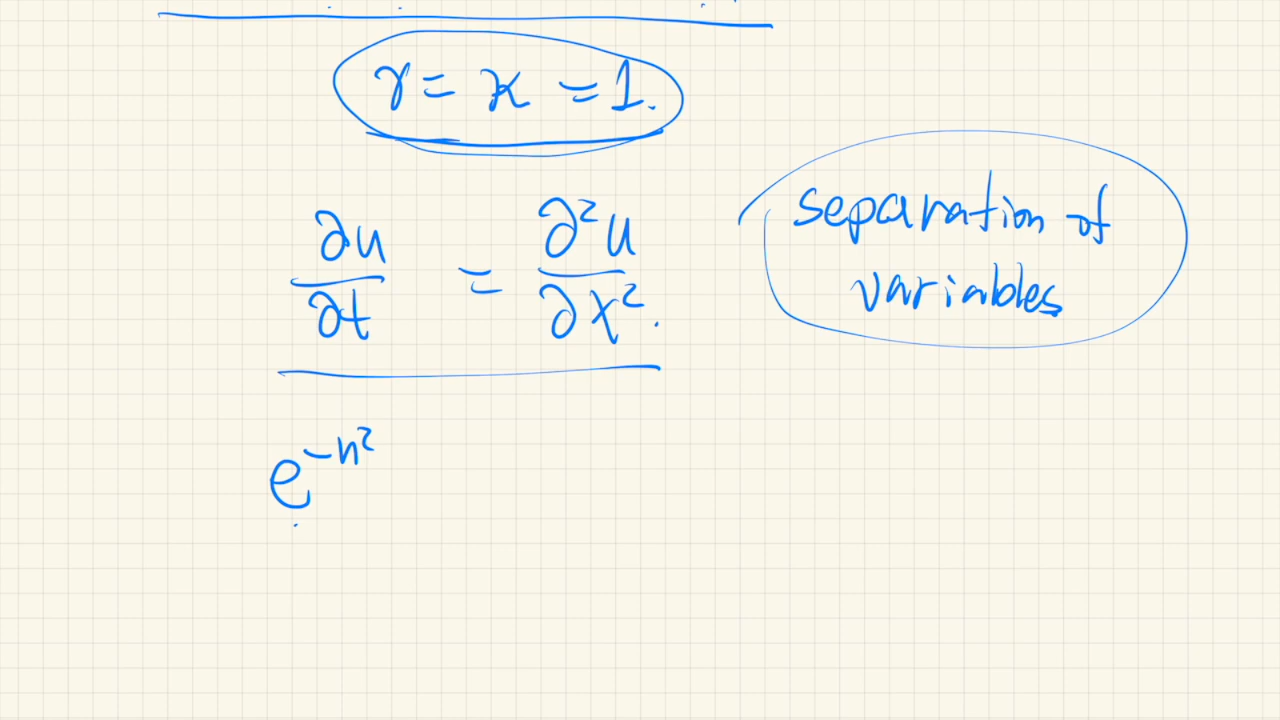 γ = κ = 1.
separation of
variables
∂u/∂t = ∂²u/∂x².
e^{-n²}